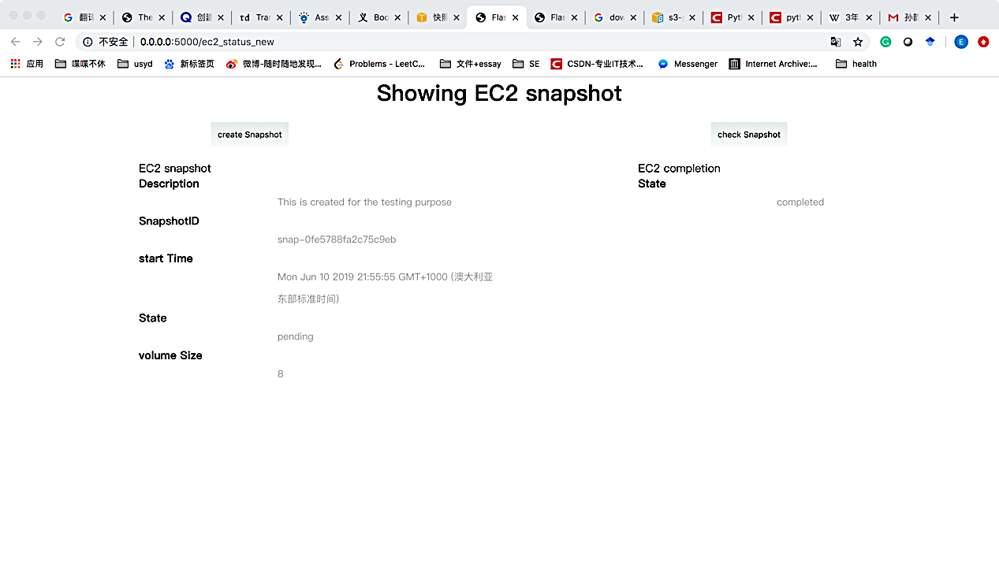 翻译
The
创建
td Tran
Ass
Boo
快照
Flas
Flas
dow
s3-
Pyth
pyth
3年
孙韵
不安全 | 0.0.0.0:5000/ec2_status_new
应用 喋喋不休 usyd 新标签页 微博-随时随地发现... Problems - LeetC... 文件+essay SE CSDN-专业IT技术... Messenger Internet Archive:... health
Showing EC2 snapshot
create Snapshot check Snapshot
EC2 snapshot EC2 completion
Description State
This is created for the testing purpose completed
SnapshotID
snap-0fe5788fa2c75c9eb
start Time
Mon Jun 10 2019 21:55:55 GMT+1000 (澳大利亚
东部标准时间)
State
pending
volume Size
8